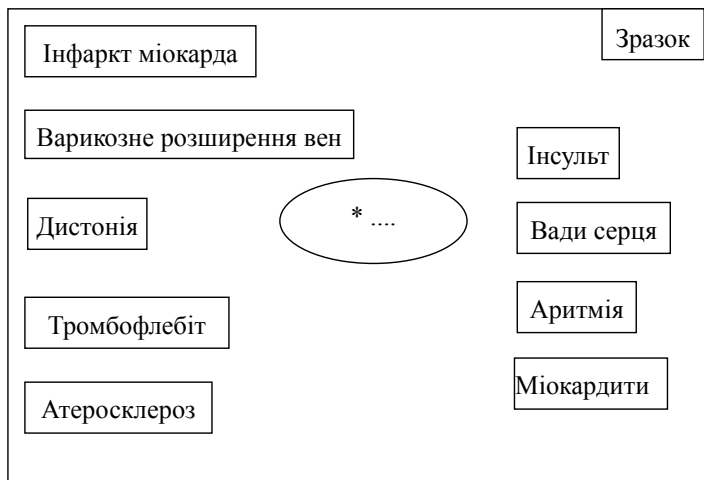 Зразок
Інфаркт міокарда
Варикозне розширення вен
Інсульт
* ....
Дистонія
Вади серця
Аритмія
Тромбофлебіт
Міокардити
Атеросклероз